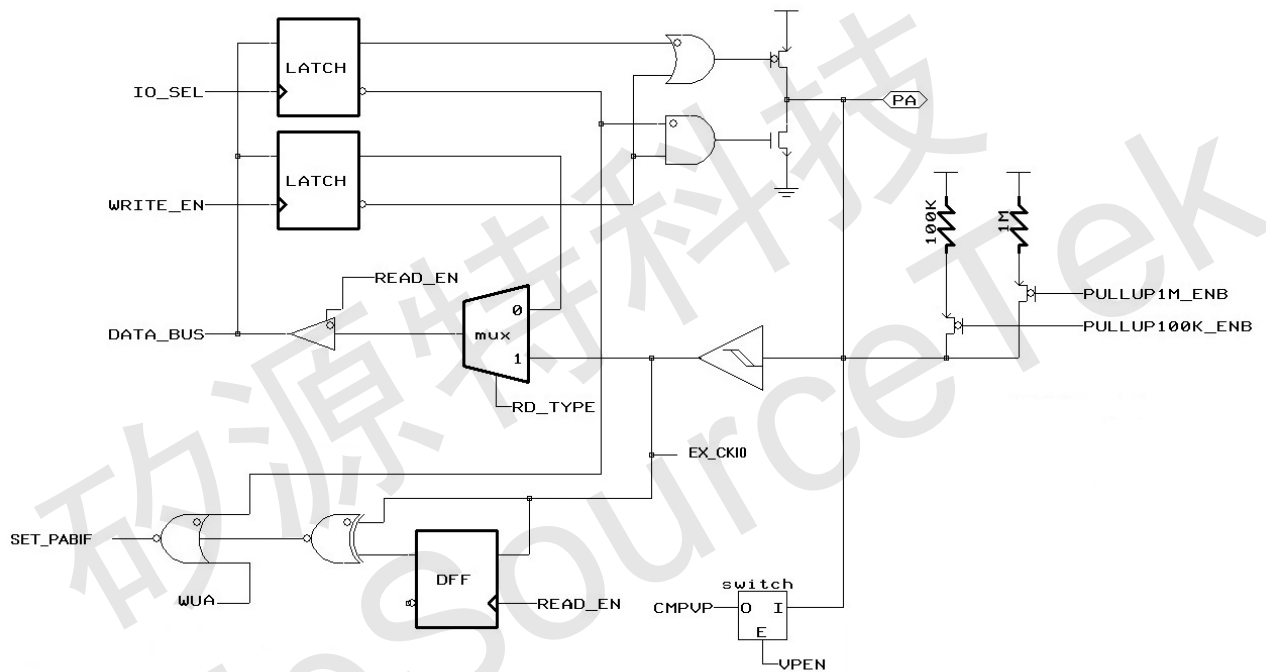 LATCH
IO_SEL
PA
LATCH
WRITE_EN
100K
1M
READ_EN
PULLUP1M_ENB
0
DATA_BUS
mux
PULLUP100K_ENB
1
RD_TYPE
EX_CKI0
SET_PABIF
DFF
switch
WUA
READ_EN
CMPVP
O I
E
VPEN
矽源特科技
SourceTek